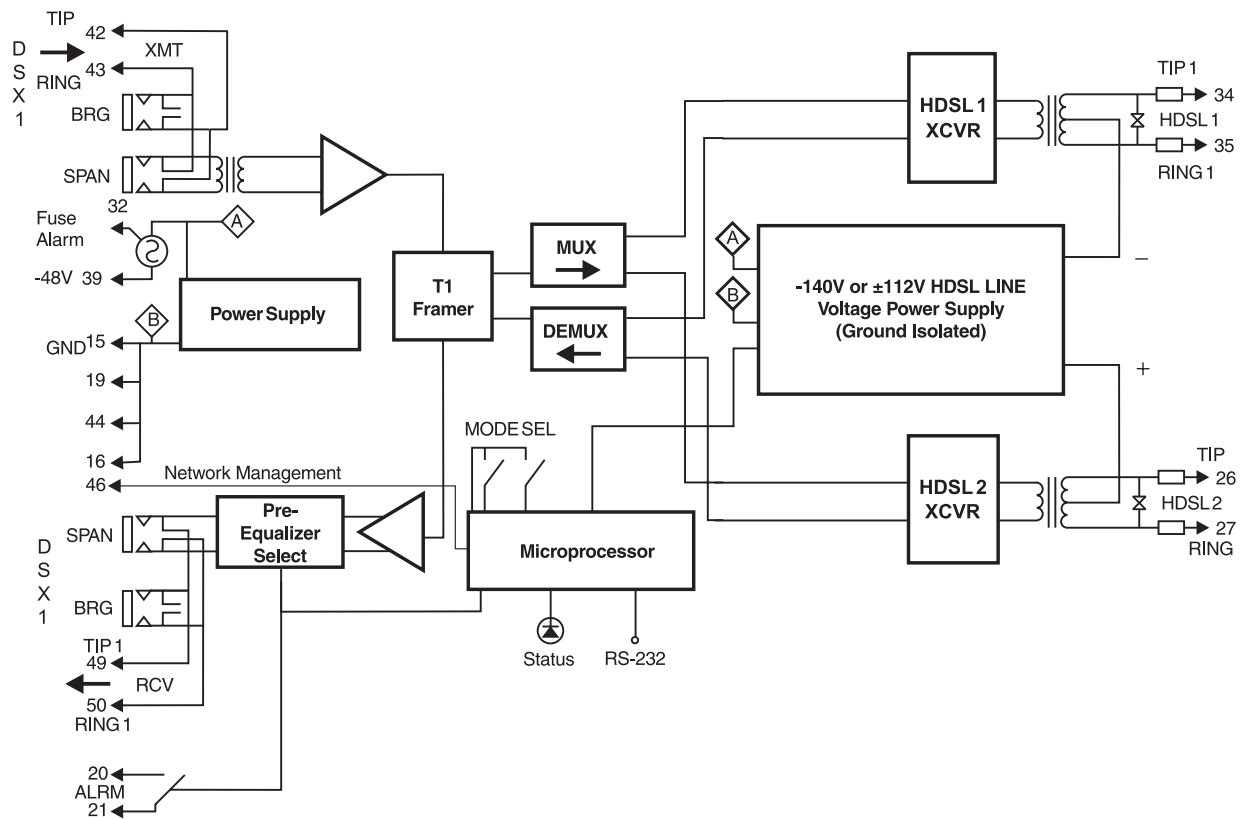 TIP
42
D
S
X
1
XMT
43
RING
BRG
SPAN
32
Fuse
Alarm
A
-48V 39
Power Supply
B
GND 15
19
44
16
46
Network Management
MODE SEL
T1
Framer
MUX
DEMUX
HDSL 1
XCVR
TIP 1
34
HDSL 1
35
RING 1
A
B
-140V or ±112V HDSL LINE
Voltage Power Supply
(Ground Isolated)
–
+
HDSL 2
XCVR
TIP
26
HDSL 2
27
RING
D
S
X
1
SPAN
Pre-
Equalizer
Select
Microprocessor
BRG
TIP 1
49
RCV
50
RING 1
Status
RS-232
20
ALRM
21